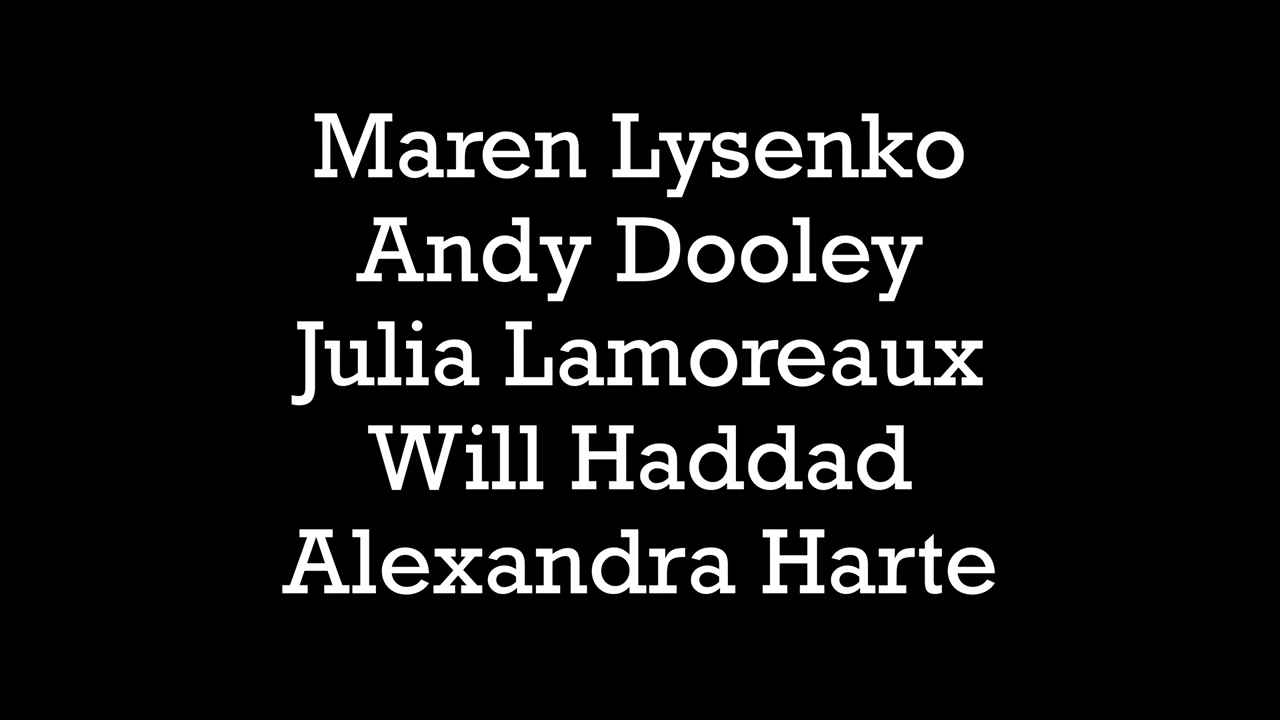 Maren Lysenko
Andy Dooley
Julia Lamoreaux
Will Haddad
Alexandra Harte